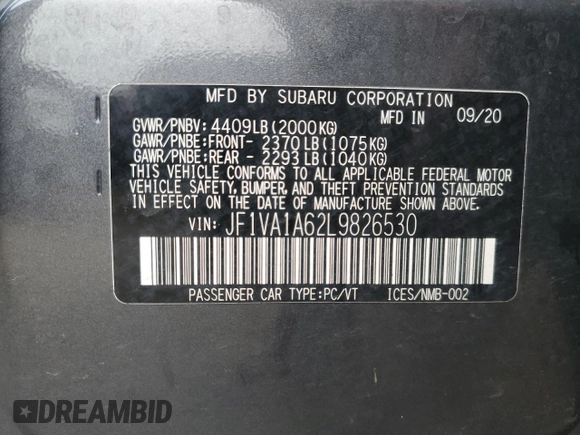 MFD BY SUBARU CORPORATION
MFD IN 09/20
GVWR/PNBV: 4409LB(2000KG)
GAWR/PNBE:FRONT- 2370LB(1075KG)
GAWR/PNBE:REAR - 2293LB(1040KG)
THIS VEHICLE CONFORMS TO ALL APPLICABLE FEDERAL MOTOR
VEHICLE SAFETY, BUMPER, AND THEFT PREVENTION STANDARDS
IN EFFECT ON THE DATE OF MANUFACTURE SHOWN ABOVE.
VIN: JF1VA1A62L9826530
PASSENGER CAR TYPE:PC/VT ICES/NMB-002
DREAMBID